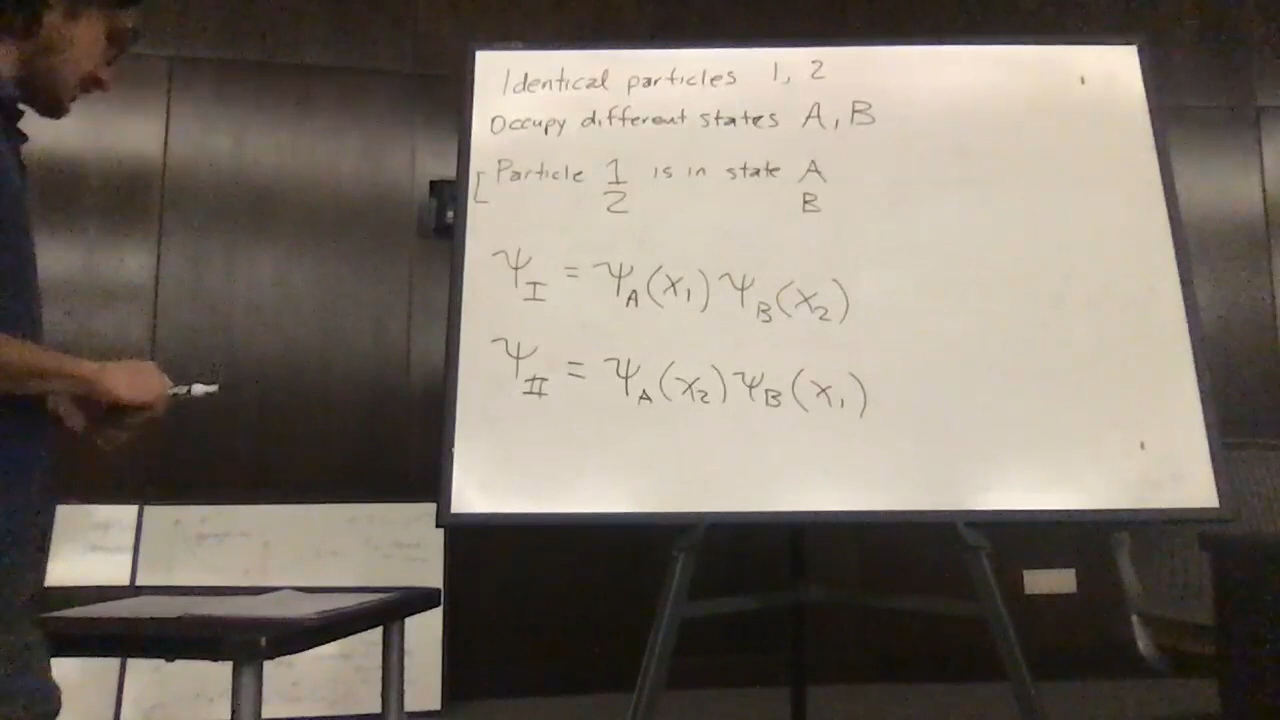 Identical particles 1, 2
Occupy different states A, B
[Particle 1 is in state A
2 B
Ψ_I = Ψ_A(x_1) Ψ_B(x_2)
Ψ_II = Ψ_A(x_2) Ψ_B(x_1)